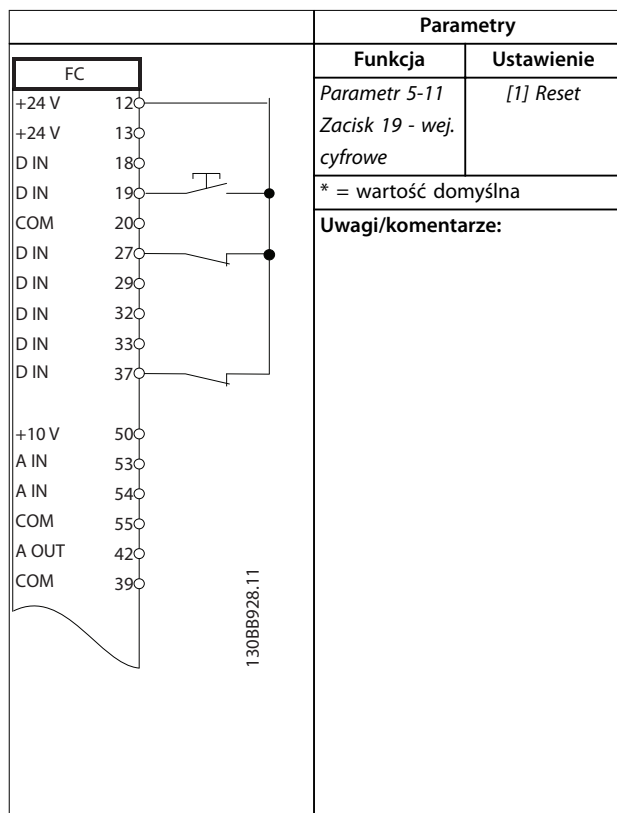 FC
+24 V 12
+24 V 13
D IN 18
D IN 19
COM 20
D IN 27
D IN 29
D IN 32
D IN 33
D IN 37
+10 V 50
A IN 53
A IN 54
COM 55
A OUT 42
COM 39
130BB928.11
Parametry
Funkcja Ustawienie
Parametr 5-11 [1] Reset
Zacisk 19 - wej.
cyfrowe
* = wartość domyślna
Uwagi/komentarze: